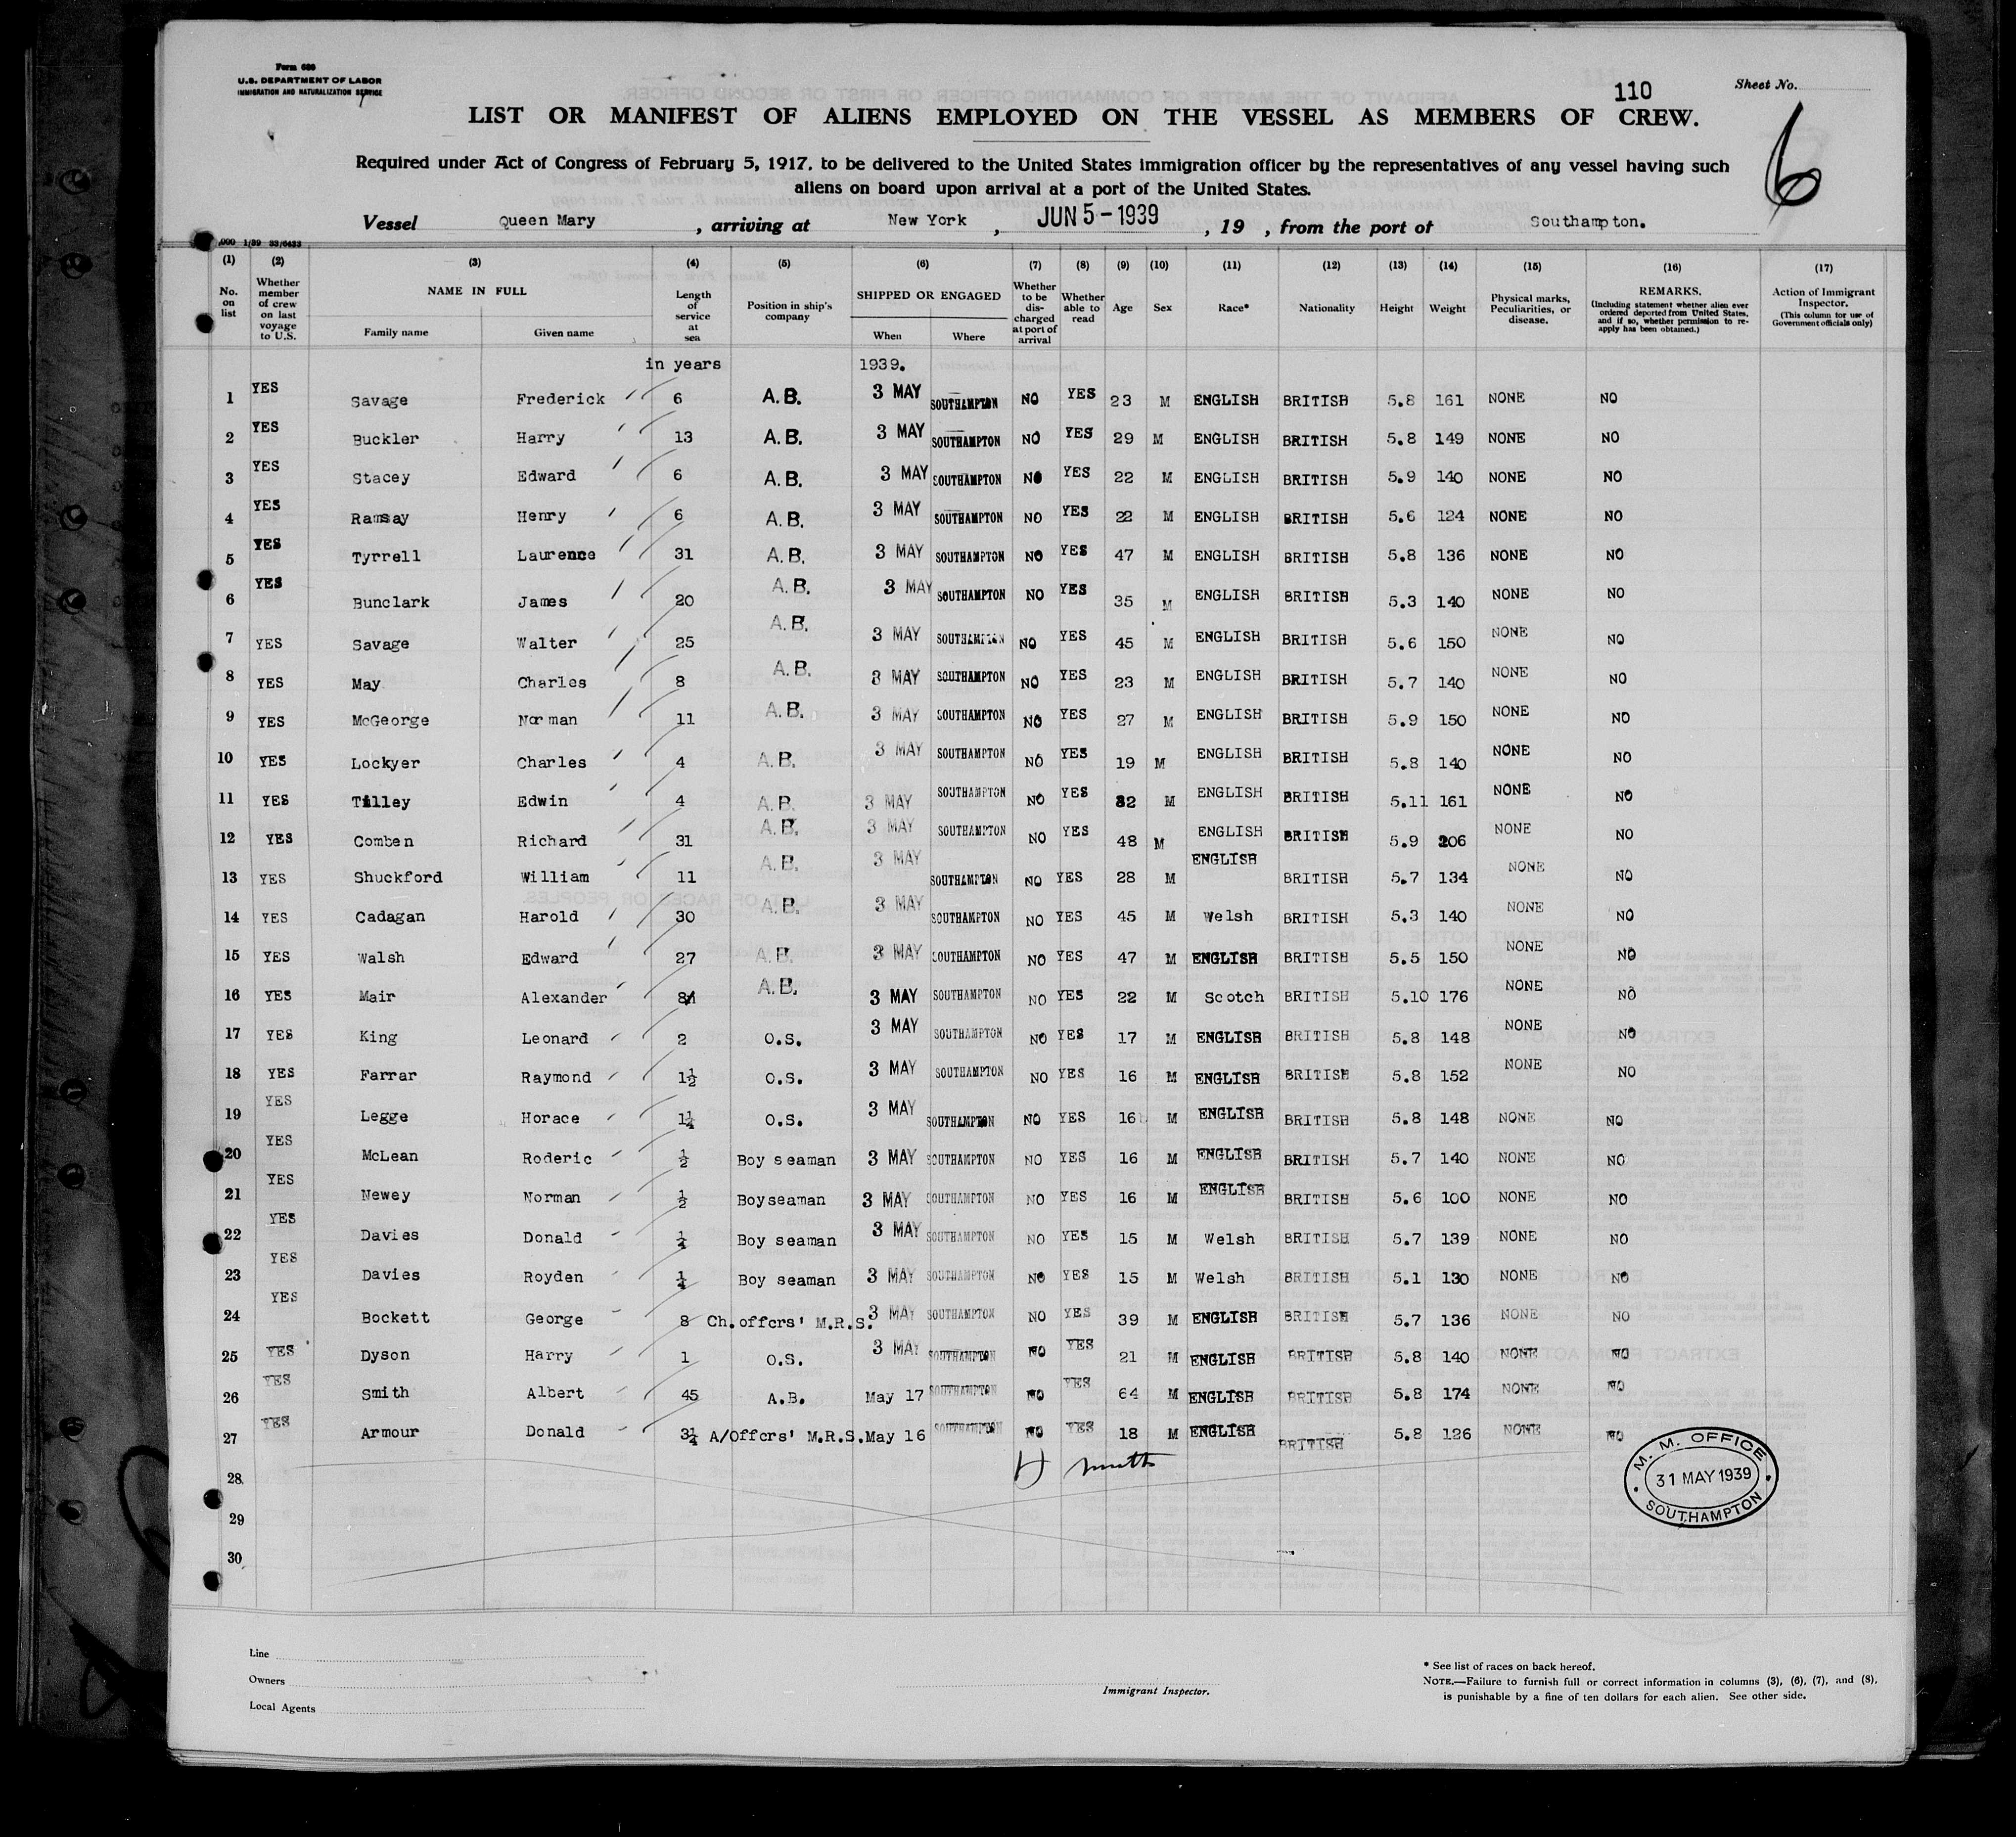 Form 680
U.S. DEPARTMENT OF LABOR
IMMIGRATION AND NATURALIZATION SERVICE
110
Sheet No.
6
LIST OR MANIFEST OF ALIENS EMPLOYED ON THE VESSEL AS MEMBERS OF CREW.
Required under Act of Congress of February 5, 1917, to be delivered to the United States immigration officer by the representatives of any vessel having such
aliens on board upon arrival at a port of the United States.
Vessel Queen Mary , arriving at New York , JUN 5 - 1939 , 19 , from the port of Southampton.
(1) (2) (3) (4) (5) (6) (7) (8) (9) (10) (11) (12) (13) (14) (15) (16) (17)
No. on list Whether member of crew on last voyage to U.S. NAME IN FULL Family name Given name Length of service at sea Position in ship's company SHIPPED OR ENGAGED When Where Whether to be discharged at port of arrival Whether able to read Age Sex Race* Nationality Height Weight Physical marks, Peculiarities, or disease. REMARKS. (Including statement whether alien ever ordered deported from United States, and if so, whether permission to re-apply has been obtained.) Action of Immigrant Inspector. (This column for use of Government officials only)
in years 1939.
1 YES Savage Frederick 6 A.B. 3 MAY SOUTHAMPTON NO YES 23 M ENGLISH BRITISH 5.8 161 NONE NO
2 YES Buckler Harry 13 A.B. 3 MAY SOUTHAMPTON NO YES 29 M ENGLISH BRITISH 5.8 149 NONE NO
3 YES Stacey Edward 6 A.B. 3 MAY SOUTHAMPTON NO YES 22 M ENGLISH BRITISH 5.9 140 NONE NO
4 YES Ramsay Henry 6 A.B. 3 MAY SOUTHAMPTON NO YES 22 M ENGLISH BRITISH 5.6 124 NONE NO
5 YES Tyrrell Laurence 31 A.B. 3 MAY SOUTHAMPTON NO YES 47 M ENGLISH BRITISH 5.8 136 NONE NO
6 YES Bunclark James 20 A.B. 3 MAY SOUTHAMPTON NO YES 35 M ENGLISH BRITISH 5.3 140 NONE NO
7 YES Savage Walter 25 A.B. 3 MAY SOUTHAMPTON NO YES 45 M ENGLISH BRITISH 5.6 150 NONE NO
8 YES May Charles 8 A.B. 3 MAY SOUTHAMPTON NO YES 23 M ENGLISH BRITISH 5.7 140 NONE NO
9 YES McGeorge Norman 11 A.B. 3 MAY SOUTHAMPTON NO YES 27 M ENGLISH BRITISH 5.9 150 NONE NO
10 YES Lockyer Charles 4 A.B. 3 MAY SOUTHAMPTON NO YES 19 M ENGLISH BRITISH 5.8 140 NONE NO
11 YES Tilley Edwin 4 A.B. 3 MAY SOUTHAMPTON NO YES 32 M ENGLISH BRITISH 5.11 161 NONE NO
12 YES Comben Richard 31 A.B. 3 MAY SOUTHAMPTON NO YES 48 M ENGLISH BRITISH 5.9 206 NONE NO
13 YES Shuckford William 11 A.B. 3 MAY SOUTHAMPTON NO YES 28 M ENGLISH BRITISH 5.7 134 NONE NO
14 YES Cadagan Harold 30 A.B. 3 MAY SOUTHAMPTON NO YES 45 M Welsh BRITISH 5.3 140 NONE NO
15 YES Walsh Edward 27 A.B. 3 MAY SOUTHAMPTON NO YES 47 M ENGLISH BRITISH 5.5 150 NONE NO
16 YES Mair Alexander A.B. 3 MAY SOUTHAMPTON NO YES 22 M Scotch BRITISH 5.10 176 NONE NO
17 YES King Leonard 2 O.S. 3 MAY SOUTHAMPTON NO YES 17 M ENGLISH BRITISH 5.8 148 NONE NO
18 YES Farrar Raymond 1½ O.S. 3 MAY SOUTHAMPTON NO YES 16 M ENGLISH BRITISH 5.8 152 NONE NO
19 YES Legge Horace 1¼ O.S. 3 MAY SOUTHAMPTON NO YES 16 M ENGLISH BRITISH 5.8 148 NONE NO
20 YES McLean Roderic ½ Boy seaman 3 MAY SOUTHAMPTON NO YES 16 M ENGLISH BRITISH 5.7 140 NONE NO
21 YES Newey Norman ½ Boyseaman 3 MAY SOUTHAMPTON NO YES 16 M ENGLISH BRITISH 5.6 100 NONE NO
22 YES Davies Donald ¼ Boy seaman 3 MAY SOUTHAMPTON NO YES 15 M Welsh BRITISH 5.7 139 NONE NO
23 YES Davies Royden ¼ Boy seaman 3 MAY SOUTHAMPTON NO YES 15 M Welsh BRITISH 5.1 130 NONE NO
24 YES Bockett George 8 Ch.offcrs' M.R.S. 3 MAY SOUTHAMPTON NO YES 39 M ENGLISH BRITISH 5.7 136 NONE NO
25 YES Dyson Harry 1 O.S. 3 MAY SOUTHAMPTON NO YES 21 M ENGLISH BRITISH 5.8 140 NONE NO
26 YES Smith Albert 45 A.B. May 17 SOUTHAMPTON NO YES 64 M ENGLISH BRITISH 5.8 174 NONE NO
27 YES Armour Donald 3¼ A/Offcrs' M.R.S. May 16 SOUTHAMPTON NO YES 18 M ENGLISH BRITISH 5.8 126 NONE NO
28
29
30
M. M. OFFICE
31 MAY 1939
SOUTHAMPTON
Line
Owners
Local Agents
Immigrant Inspector.
* See list of races on back hereof.
NOTE.—Failure to furnish full or correct information in columns (3), (6), (7), and (8),
is punishable by a fine of ten dollars for each alien. See other side.